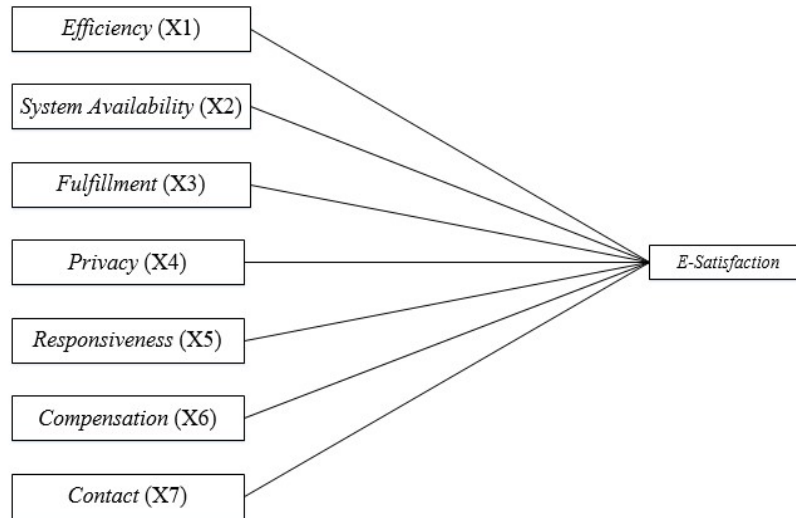 Efficiency (X1)
System Availability (X2)
Fulfillment (X3)
Privacy (X4)
E-Satisfaction
Responsiveness (X5)
Compensation (X6)
Contact (X7)